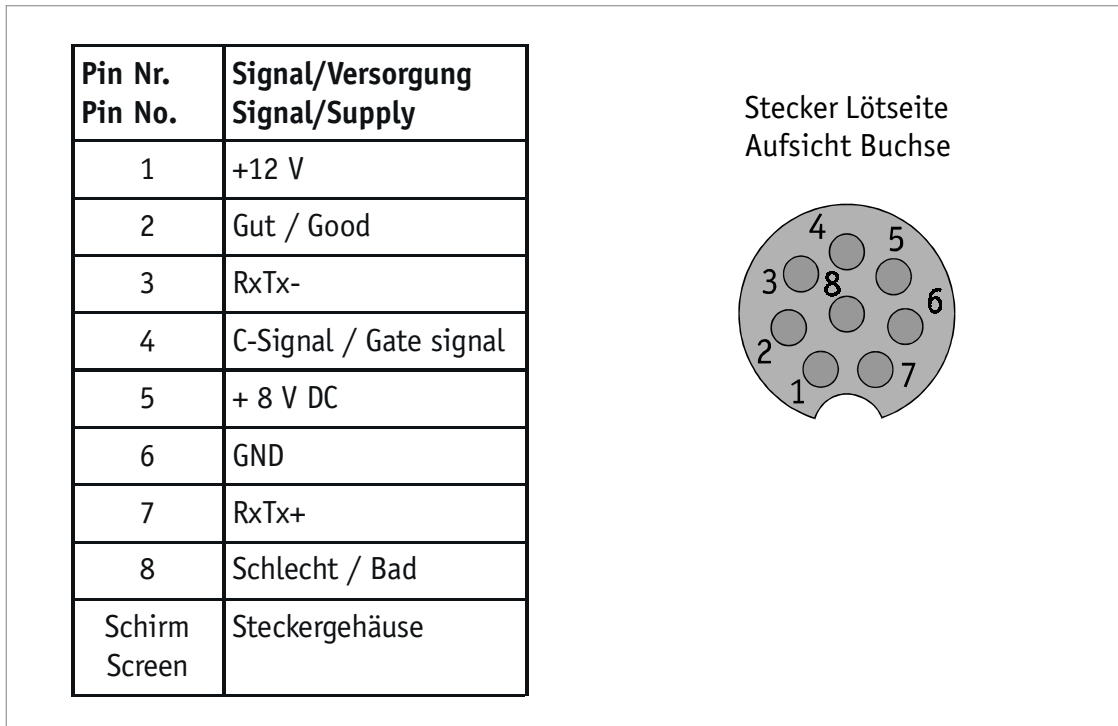 Pin Nr. Signal/Versorgung
Pin No. Signal/Supply
1 +12 V
2 Gut / Good
3 RxTx-
4 C-Signal / Gate signal
5 + 8 V DC
6 GND
7 RxTx+
8 Schlecht / Bad
Schirm Steckergehäuse
Screen
Stecker Lötseite
Aufsicht Buchse
4
5
3
8
6
2
1
7